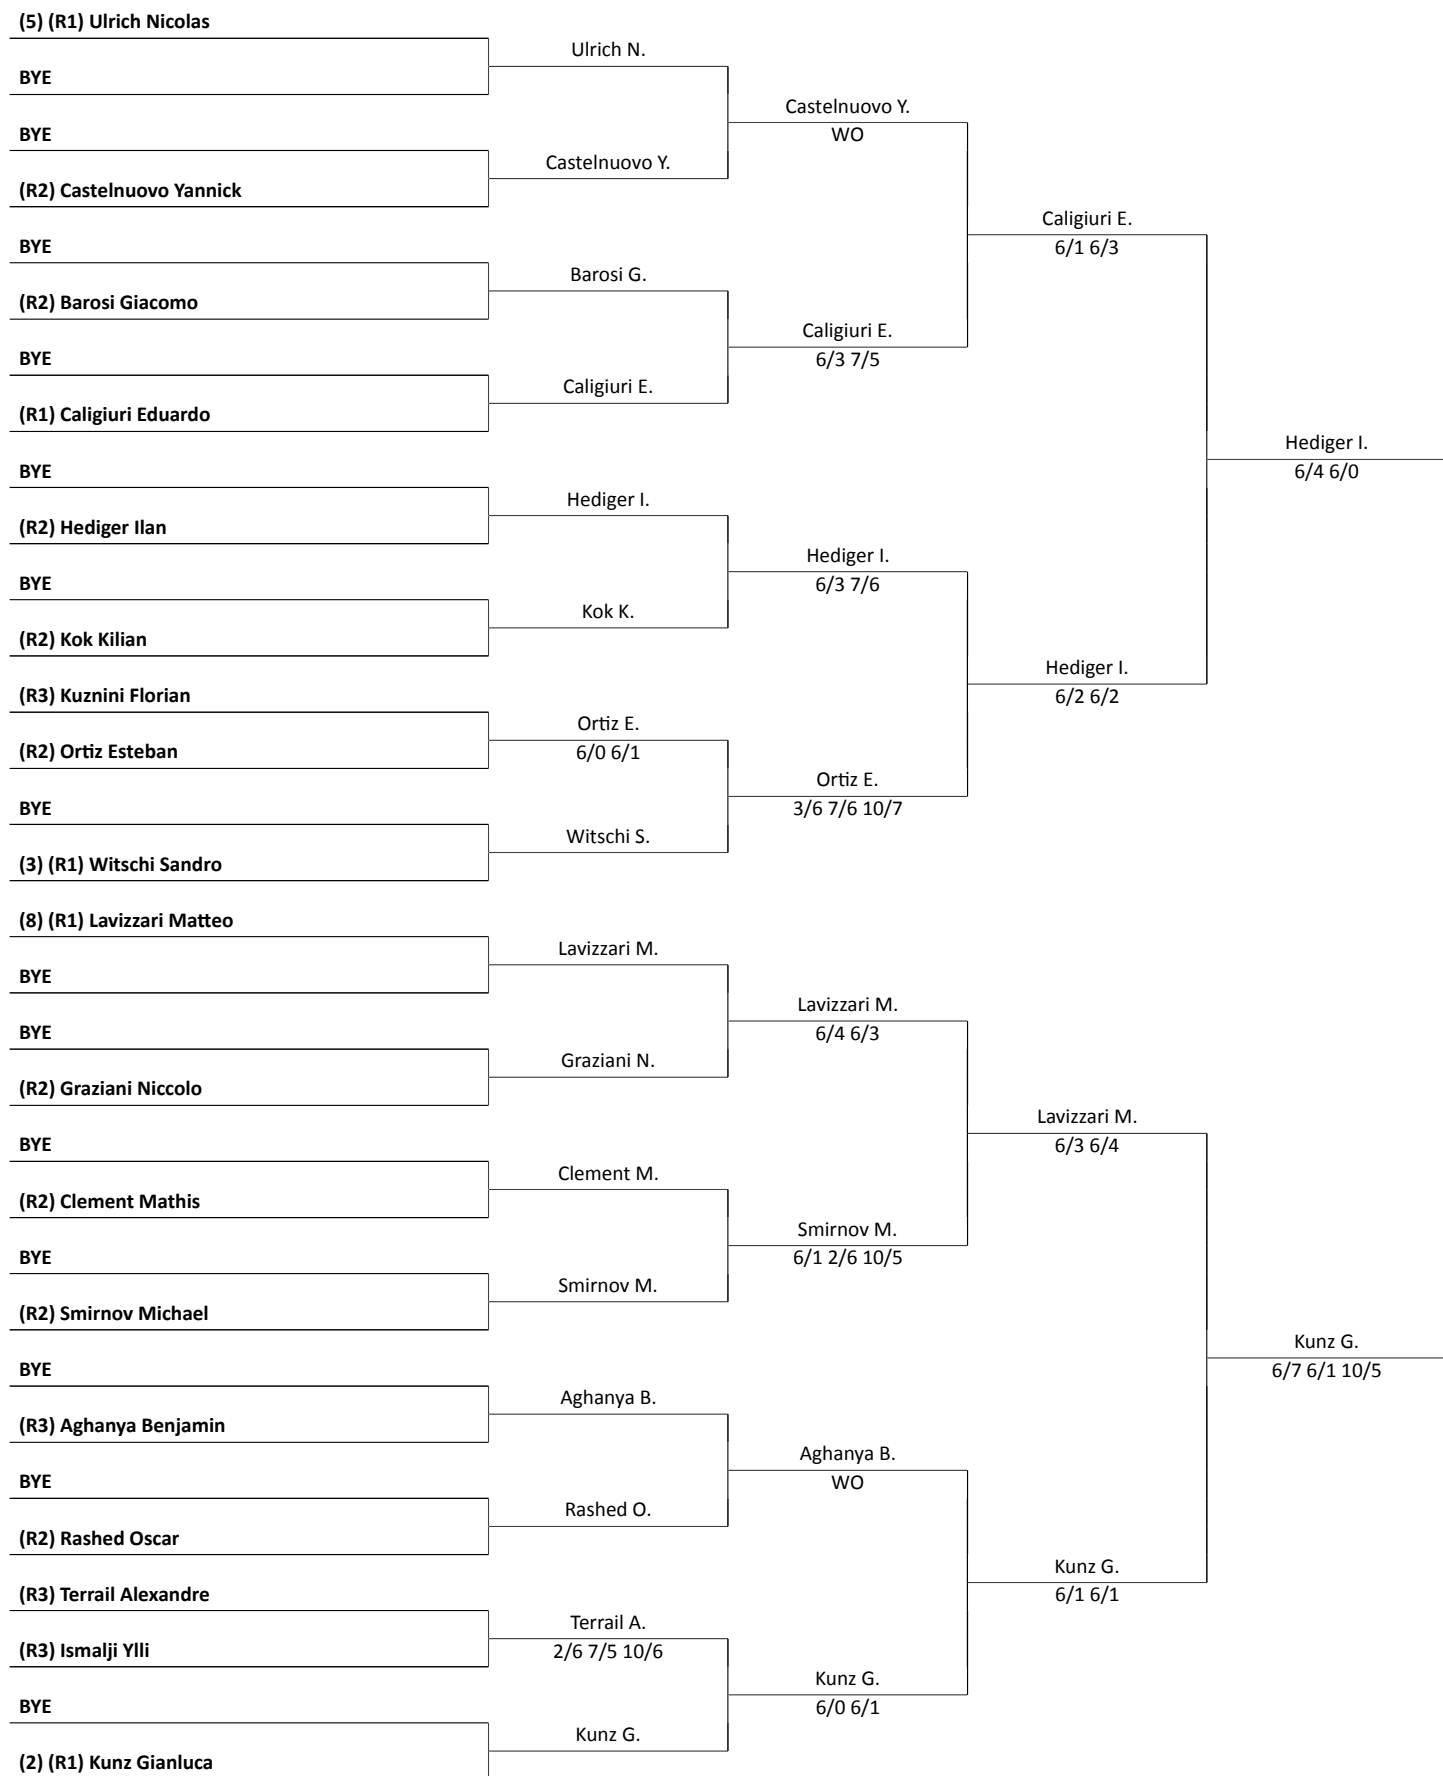 (5) (R1) Ulrich Nicolas
Ulrich N.
BYE
Castelnuovo Y.
WO
BYE
Castelnuovo Y.
(R2) Castelnuovo Yannick
Caligiuri E.
6/1 6/3
BYE
Barosi G.
(R2) Barosi Giacomo
Caligiuri E.
6/3 7/5
BYE
Caligiuri E.
(R1) Caligiuri Eduardo
Hediger I.
6/4 6/0
BYE
Hediger I.
(R2) Hediger Ilan
Hediger I.
6/3 7/6
BYE
Kok K.
(R2) Kok Kilian
Hediger I.
6/2 6/2
(R3) Kuznini Florian
Ortiz E.
6/0 6/1
(R2) Ortiz Esteban
Ortiz E.
3/6 7/6 10/7
BYE
Witschi S.
(3) (R1) Witschi Sandro
(8) (R1) Lavizzari Matteo
Lavizzari M.
BYE
Lavizzari M.
6/4 6/3
BYE
Graziani N.
(R2) Graziani Niccolo
Lavizzari M.
6/3 6/4
BYE
Clement M.
(R2) Clement Mathis
Smirnov M.
6/1 2/6 10/5
BYE
Smirnov M.
(R2) Smirnov Michael
Kunz G.
6/7 6/1 10/5
BYE
Aghanya B.
(R3) Aghanya Benjamin
Aghanya B.
WO
BYE
Rashed O.
(R2) Rashed Oscar
Kunz G.
6/1 6/1
(R3) Terrail Alexandre
Terrail A.
2/6 7/5 10/6
(R3) Ismalji Ylli
Kunz G.
6/0 6/1
BYE
Kunz G.
(2) (R1) Kunz Gianluca